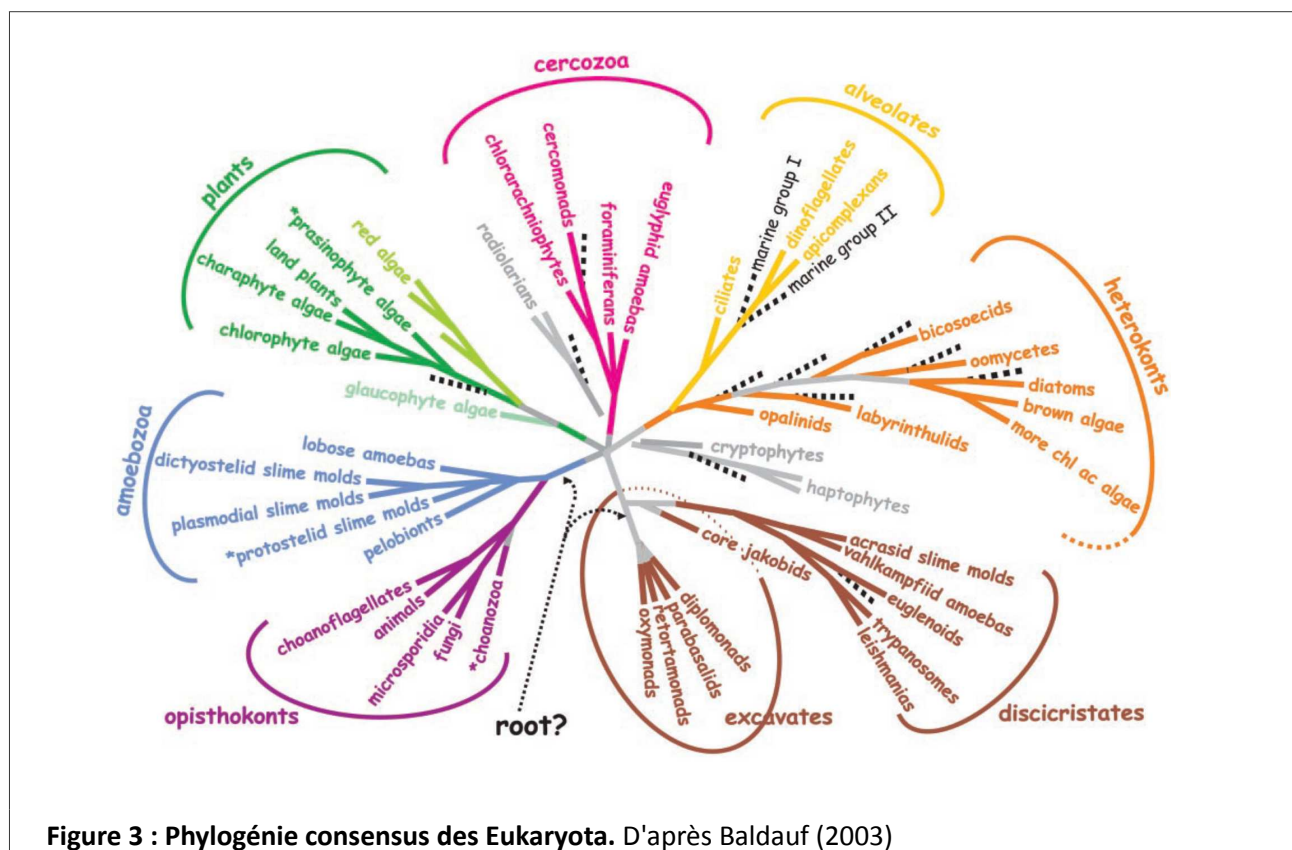 cercozoa
alveolates
plants
heterokonts
amoebozoa
opisthokonts
excavates
discicristates
root?
*prasinophyte algae
red algae
land plants
charaphyte algae
chlorophyte algae
glaucophyte algae
radiolarians
chlorarachniophytes
cercomonads
foraminiferans
euglyphid amoebas
ciliates
marine group I
dinoflagellates
apicomplexans
marine group II
bicosoecids
oomycetes
diatoms
brown algae
more chl ac algae
labyrinthulids
opalinids
cryptophytes
haptophytes
lobose amoebas
dictyostelid slime molds
plasmodial slime molds
*protostelid slime molds
pelobionts
choanoflagellates
animals
microsporidia
fungi
*choanozoa
oxymonads
retortamonads
parabasalids
diplomonads
core jakobids
acrasid slime molds
vahlkampfiid amoebas
euglenoids
trypanosomes
leishmanias
Figure 3 : Phylogénie consensus des Eukaryota. D'après Baldauf (2003)